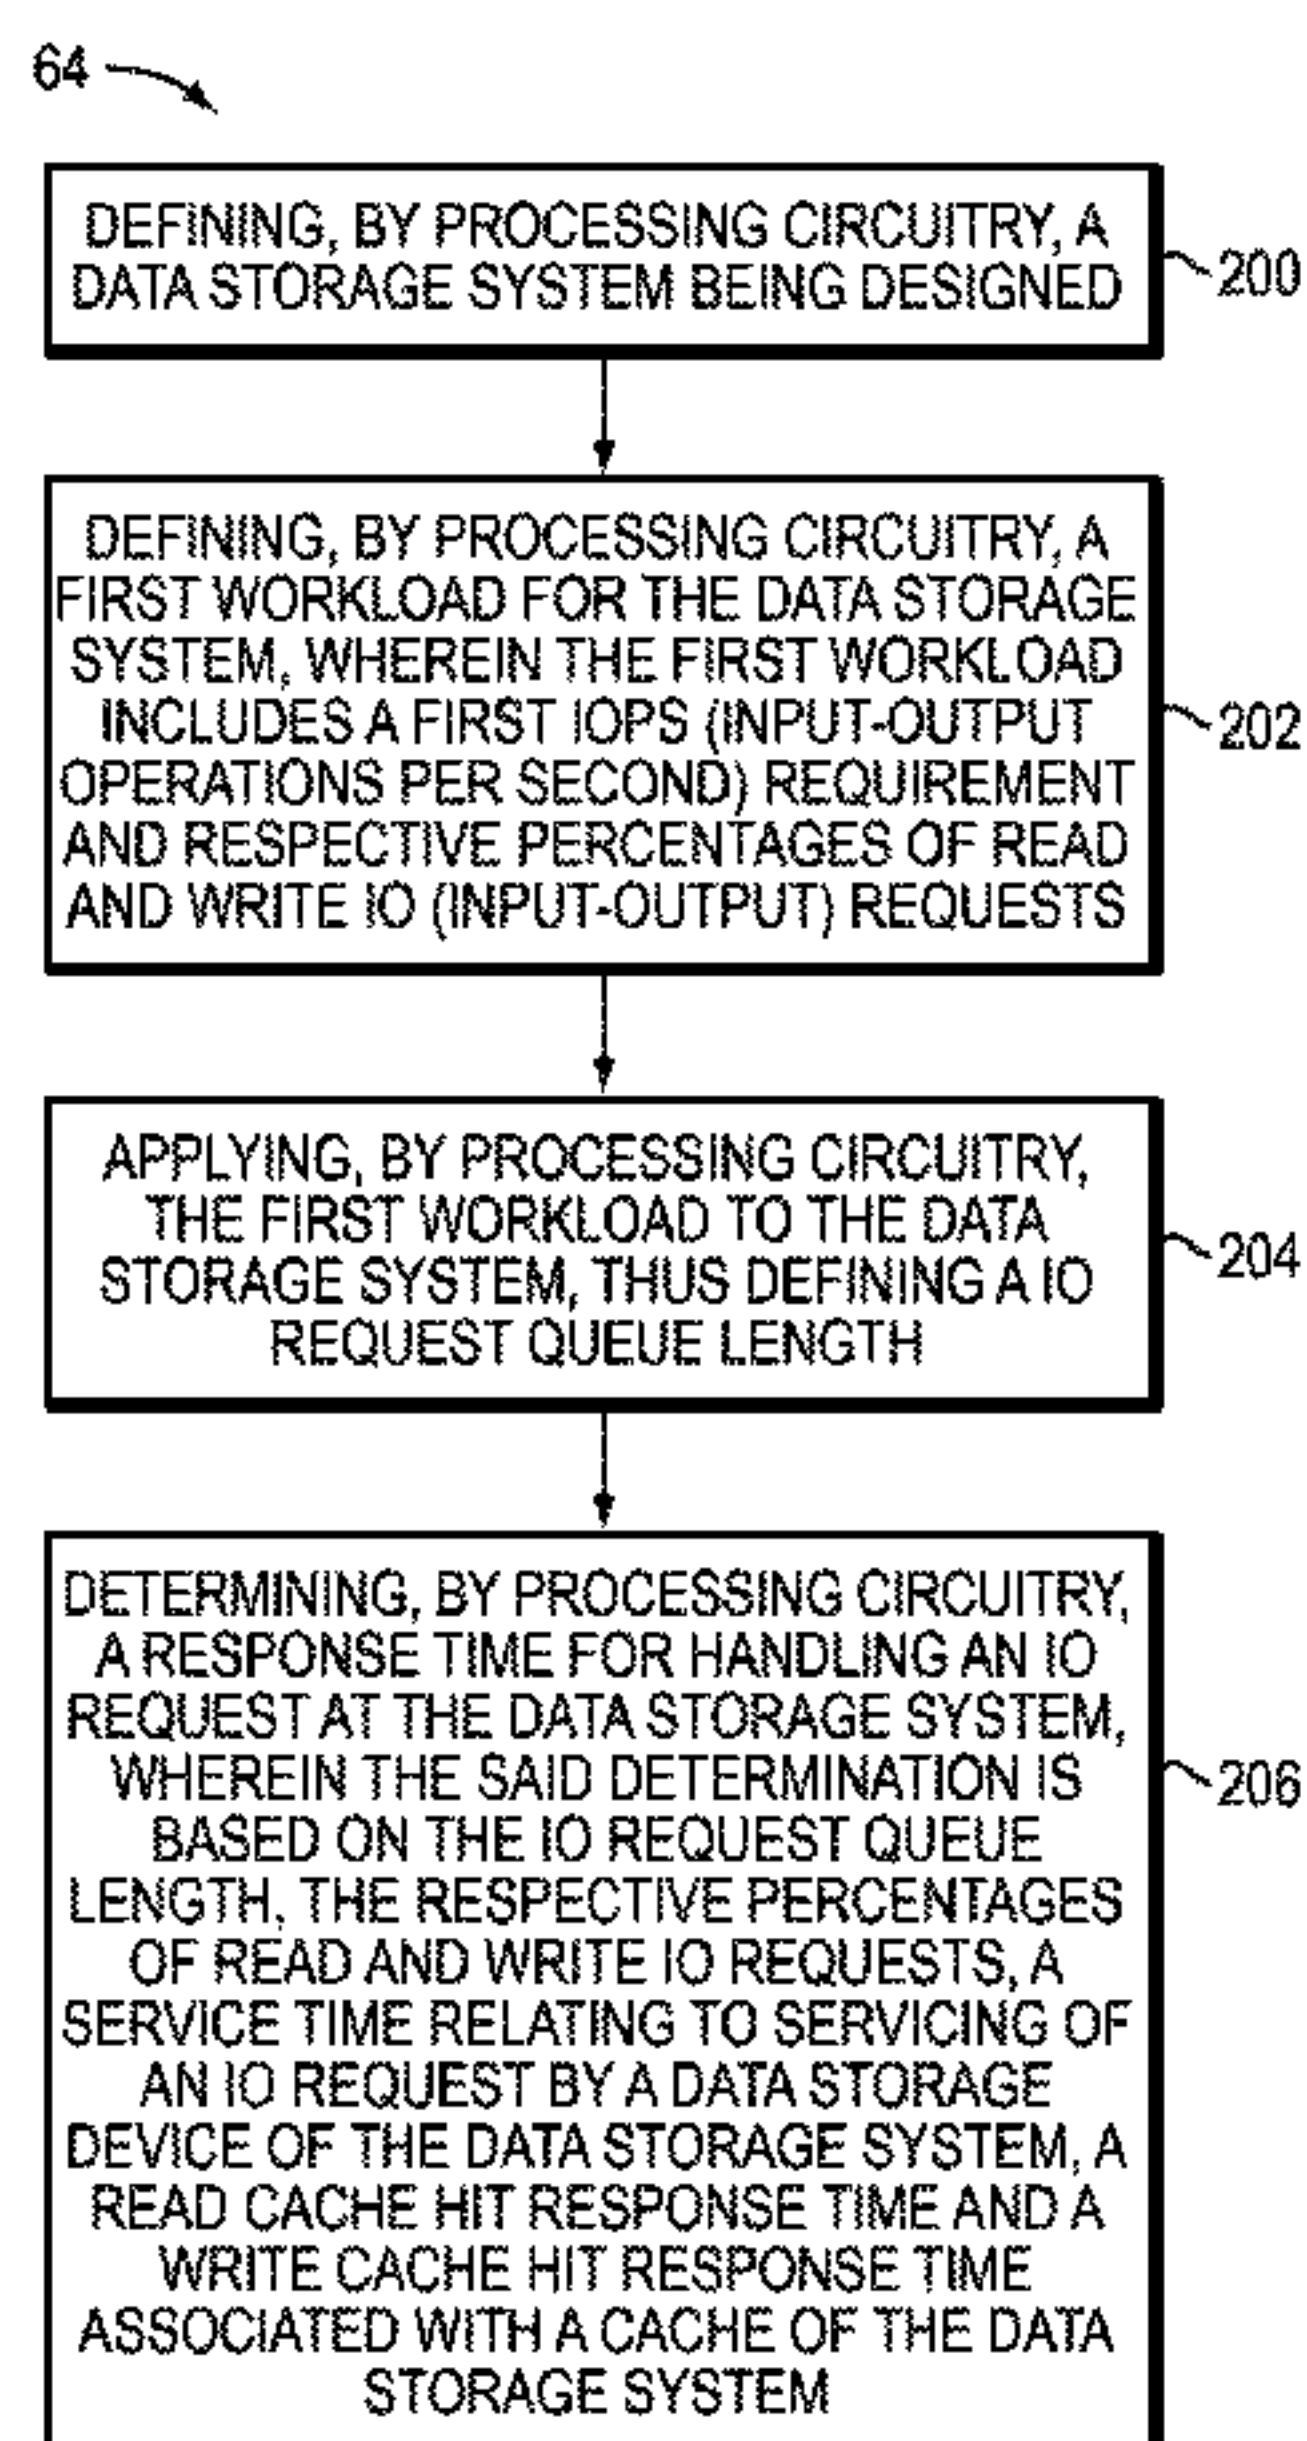 64
DEFINING, BY PROCESSING CIRCUITRY, A
DATA STORAGE SYSTEM BEING DESIGNED
200
DEFINING, BY PROCESSING CIRCUITRY, A
FIRST WORKLOAD FOR THE DATA STORAGE
SYSTEM, WHEREIN THE FIRST WORKLOAD
INCLUDES A FIRST IOPS (INPUT-OUTPUT
OPERATIONS PER SECOND) REQUIREMENT
AND RESPECTIVE PERCENTAGES OF READ
AND WRITE IO (INPUT-OUTPUT) REQUESTS
202
APPLYING, BY PROCESSING CIRCUITRY,
THE FIRST WORKLOAD TO THE DATA
STORAGE SYSTEM, THUS DEFINING A IO
REQUEST QUEUE LENGTH
204
DETERMINING, BY PROCESSING CIRCUITRY,
A RESPONSE TIME FOR HANDLING AN IO
REQUEST AT THE DATA STORAGE SYSTEM,
WHEREIN THE SAID DETERMINATION IS
BASED ON THE IO REQUEST QUEUE
LENGTH, THE RESPECTIVE PERCENTAGES
OF READ AND WRITE IO REQUESTS, A
SERVICE TIME RELATING TO SERVICING OF
AN IO REQUEST BY A DATA STORAGE
DEVICE OF THE DATA STORAGE SYSTEM, A
READ CACHE HIT RESPONSE TIME AND A
WRITE CACHE HIT RESPONSE TIME
ASSOCIATED WITH A CACHE OF THE DATA
STORAGE SYSTEM
206